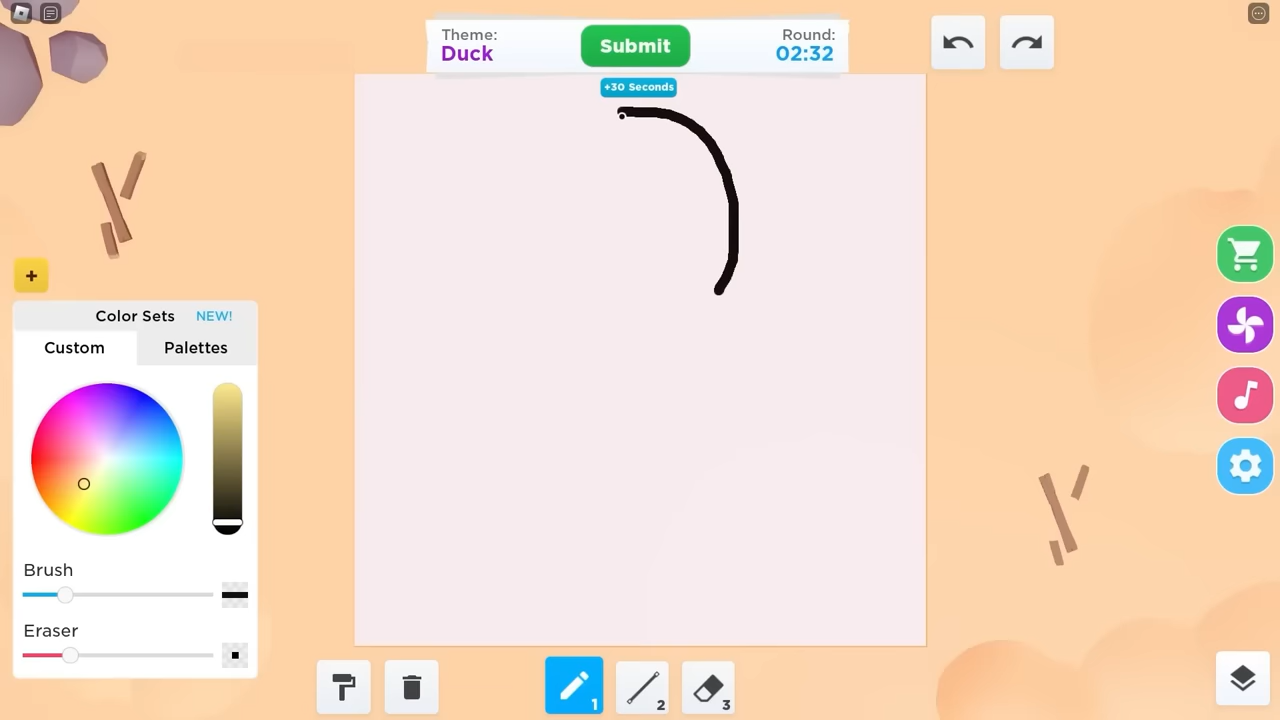 Theme:
Duck
Submit
Round:
02:32
+30 Seconds
+
Color Sets NEW!
Custom
Palettes
Brush
Eraser
1
2
3